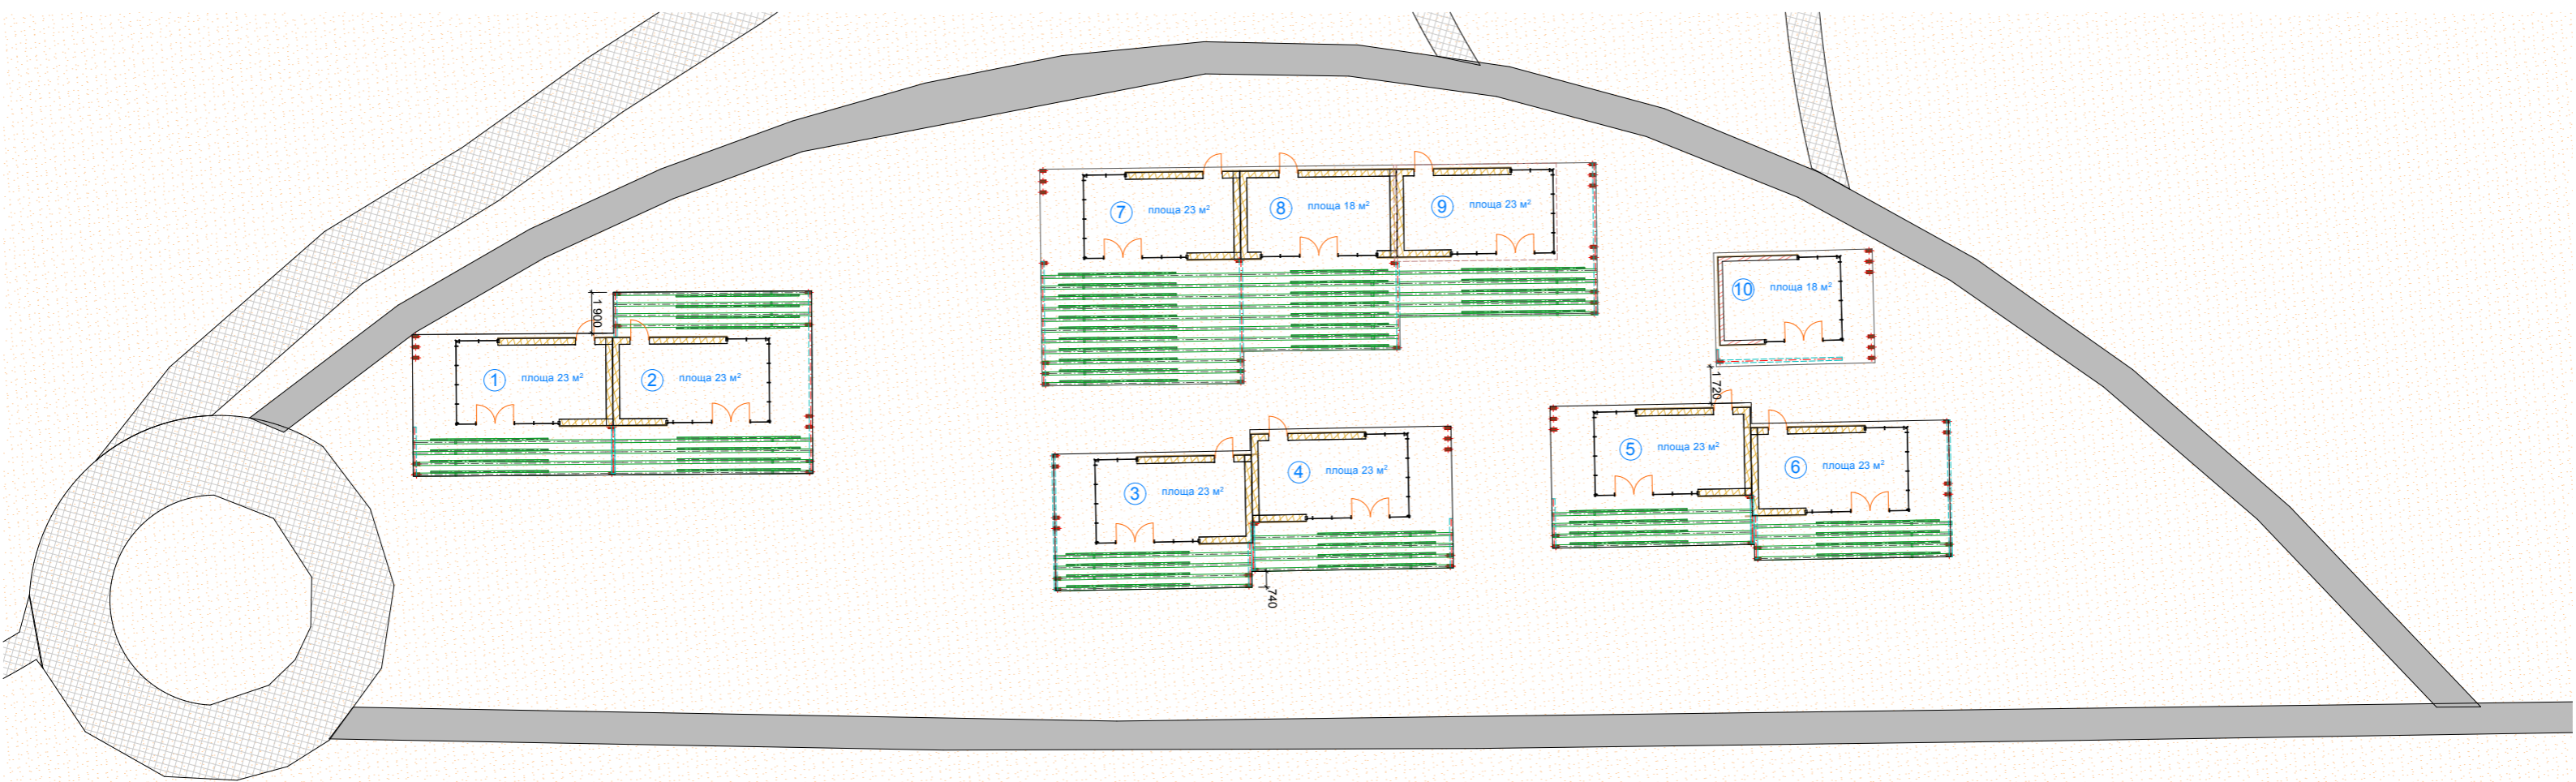 7 площа 23 м²
8 площа 18 м²
9 площа 23 м²
10 площа 18 м²
1 900
1 площа 23 м²
2 площа 23 м²
1 720
3 площа 23 м²
4 площа 23 м²
5 площа 23 м²
6 площа 23 м²
740